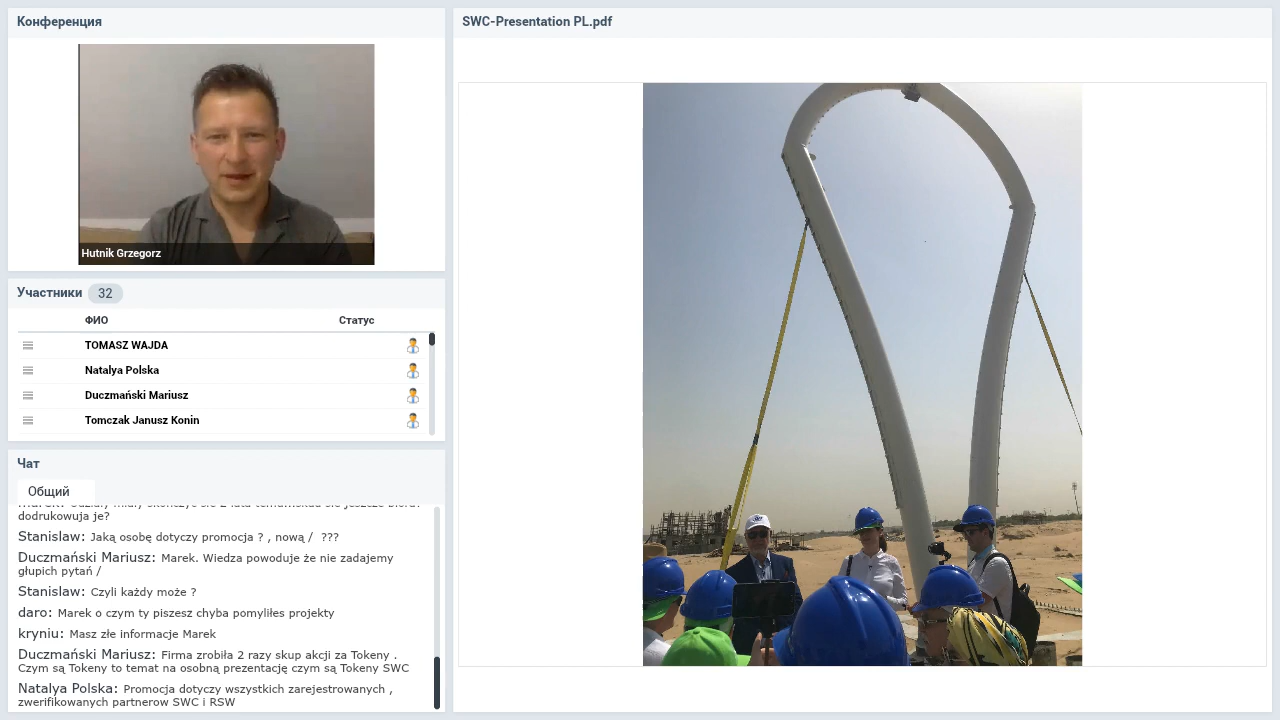 Конференция
Hutnik Grzegorz
Участники 32
ФИО Статус
TOMASZ WAJDA
Natalya Polska
Duczmański Mariusz
Tomczak Janusz Konin
Чат
Общий
dodrukowuja je?
Stanislaw: Jaką osobę dotyczy promocja ? , nową / ???
Duczmański Mariusz: Marek. Wiedza powoduje że nie zadajemy
głupich pytań /
Stanislaw: Czyli każdy może ?
daro: Marek o czym ty piszesz chyba pomyliłes projekty
kryniu: Masz złe informacje Marek
Duczmański Mariusz: Firma zrobiła 2 razy skup akcji za Tokeny .
Czym są Tokeny to temat na osobną prezentację czym są Tokeny SWC
Natalya Polska: Promocja dotyczy wszystkich zarejestrowanych ,
zwerifikowanych partnerow SWC i RSW
SWC-Presentation PL.pdf